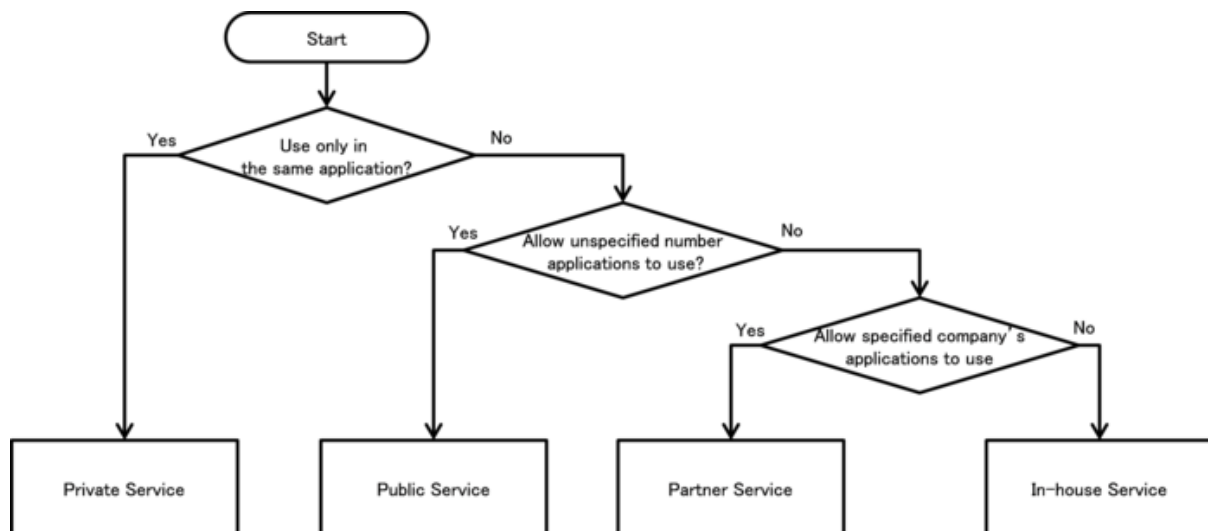 Start
Yes
No
Use only in
the same application?
Yes
No
Allow unspecified number
applications to use?
Yes
No
Allow specified company's
applications to use
Private Service
Public Service
Partner Service
In-house Service